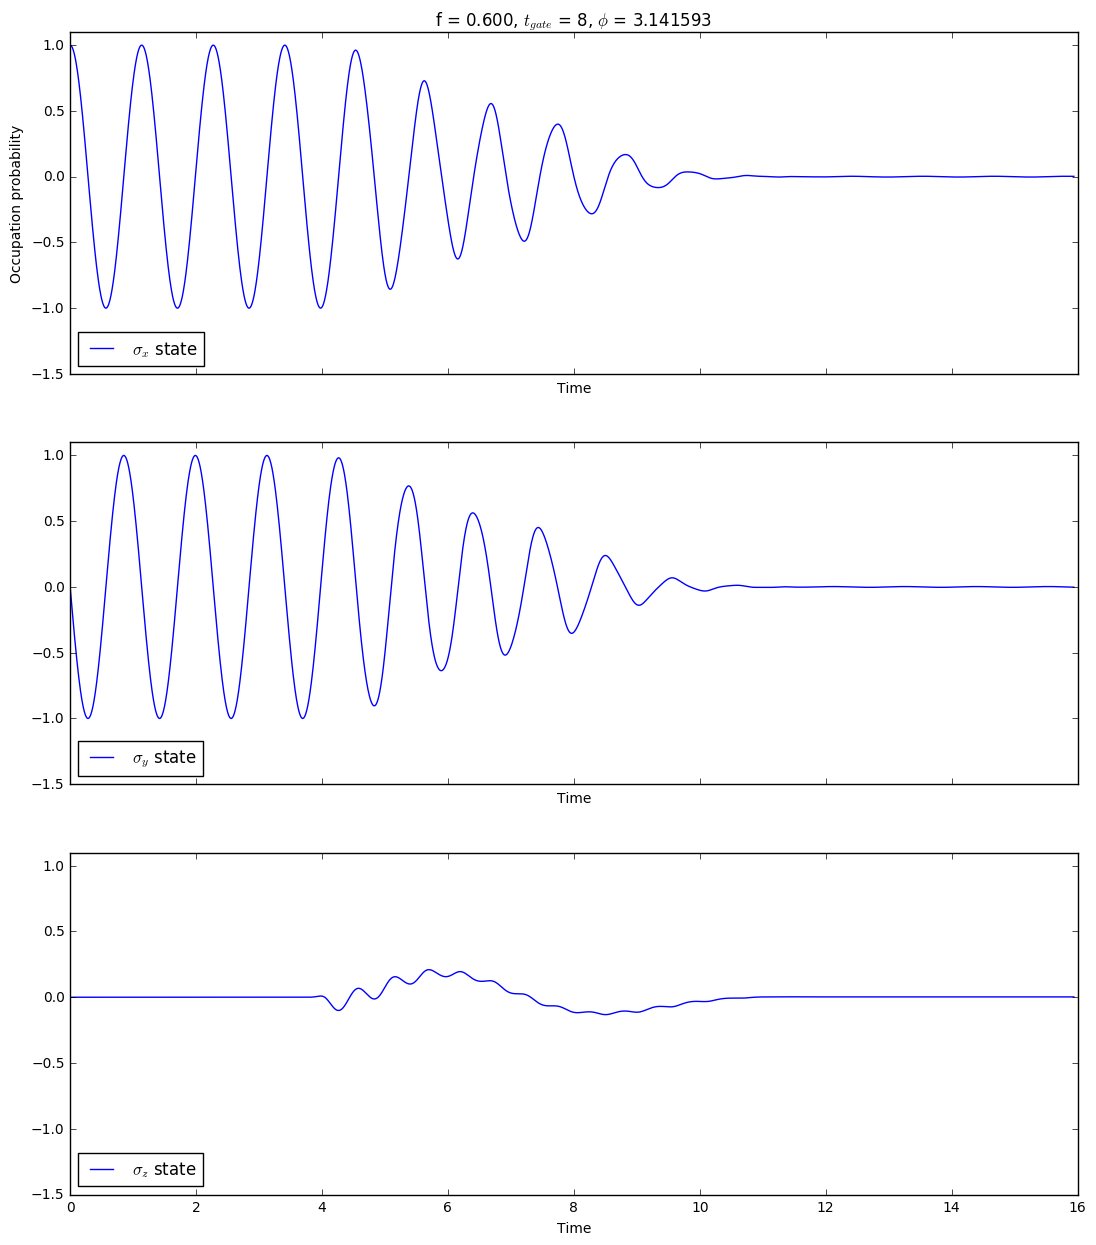 f = 0.600, t_gate = 8, ϕ = 3.141593
1.0
0.5
0.0
−0.5
−1.0
−1.5
Occupation probability
σ_x state
Time
1.0
0.5
0.0
−0.5
−1.0
−1.5
σ_y state
Time
1.0
0.5
0.0
−0.5
−1.0
−1.5
σ_z state
0 2 4 6 8 10 12 14 16
Time